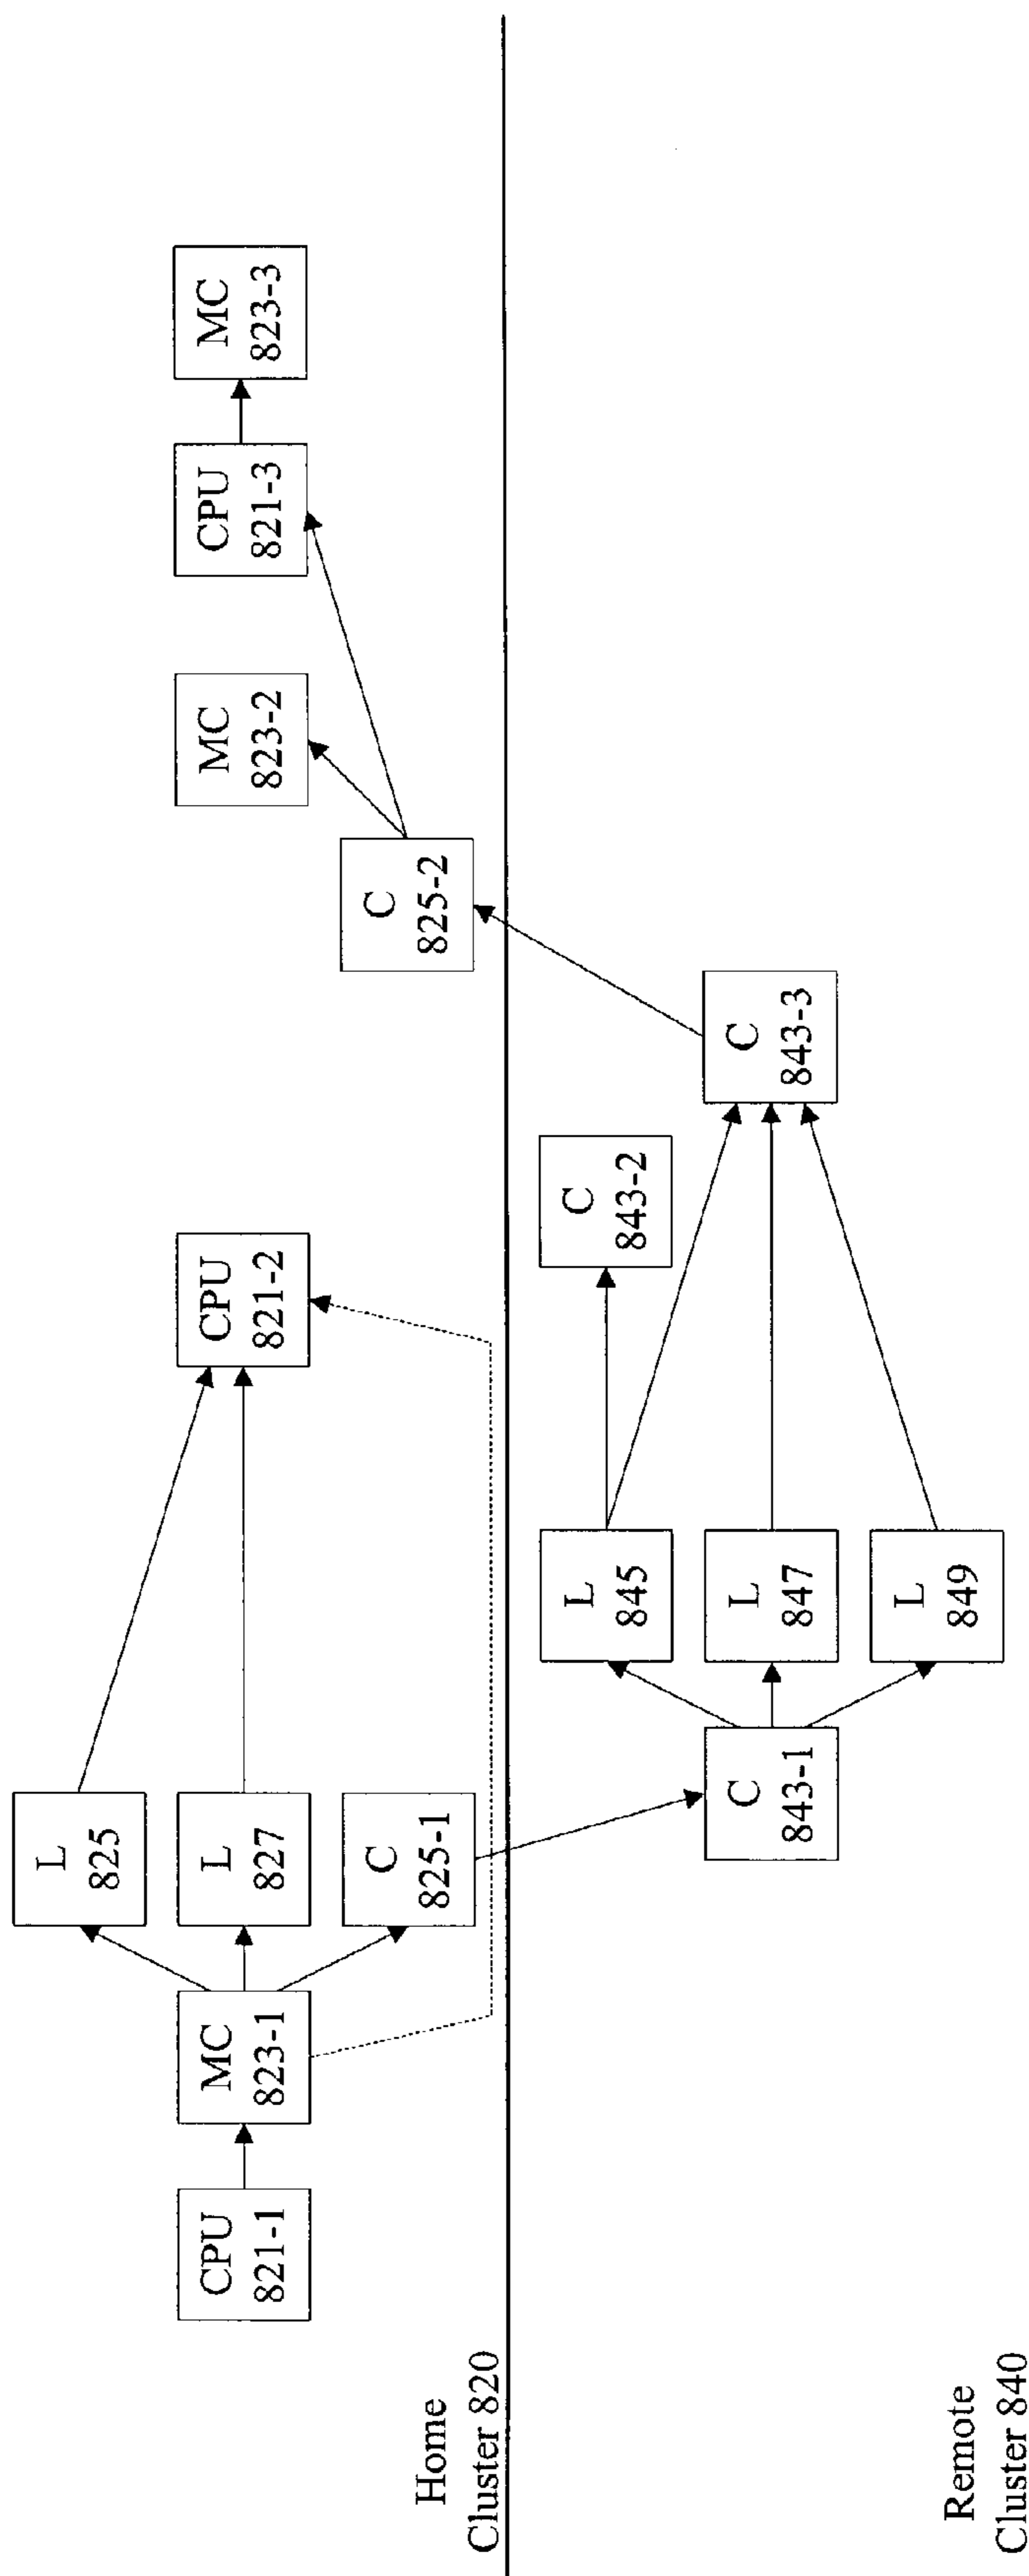 Home
Cluster 820
CPU
821-1
MC
823-1
L
825
L
827
C
825-1
CPU
821-2
C
825-2
MC
823-2
CPU
821-3
MC
823-3
Remote
Cluster 840
C
843-1
L
845
L
847
L
849
C
843-2
C
843-3